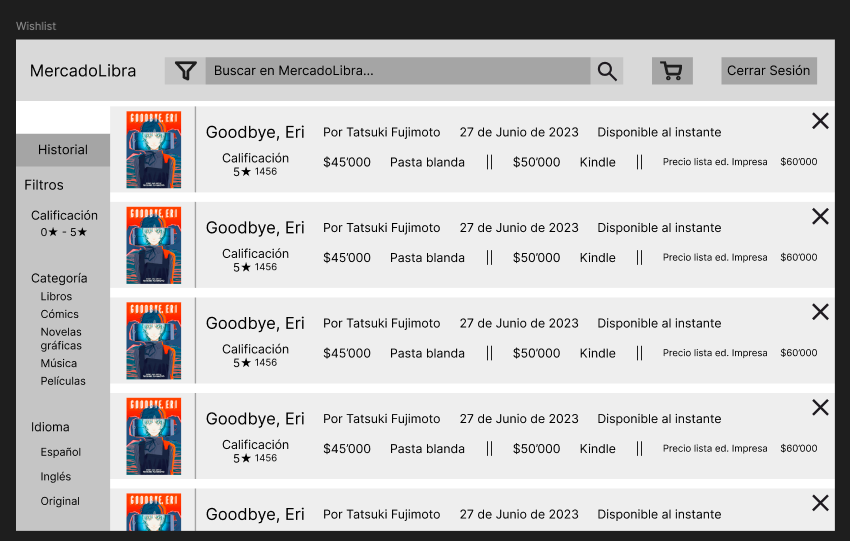 Wishlist
MercadoLibra
Buscar en MercadoLibra...
Cerrar Sesión
Historial
Filtros
Calificación
0★ - 5★
Categoría
Libros
Cómics
Novelas
gráficas
Música
Películas
Idioma
Español
Inglés
Original
GOODBYE, ERI
Goodbye, Eri Por Tatsuki Fujimoto 27 de Junio de 2023 Disponible al instante
Calificación
5★ 1456
$45'000 Pasta blanda || $50'000 Kindle || Precio lista ed. Impresa $60'000
GOODBYE, ERI
Goodbye, Eri Por Tatsuki Fujimoto 27 de Junio de 2023 Disponible al instante
Calificación
5★ 1456
$45'000 Pasta blanda || $50'000 Kindle || Precio lista ed. Impresa $60'000
GOODBYE, ERI
Goodbye, Eri Por Tatsuki Fujimoto 27 de Junio de 2023 Disponible al instante
Calificación
5★ 1456
$45'000 Pasta blanda || $50'000 Kindle || Precio lista ed. Impresa $60'000
GOODBYE, ERI
Goodbye, Eri Por Tatsuki Fujimoto 27 de Junio de 2023 Disponible al instante
Calificación
5★ 1456
$45'000 Pasta blanda || $50'000 Kindle || Precio lista ed. Impresa $60'000
GOODBYE, ERI
Goodbye, Eri Por Tatsuki Fujimoto 27 de Junio de 2023 Disponible al instante